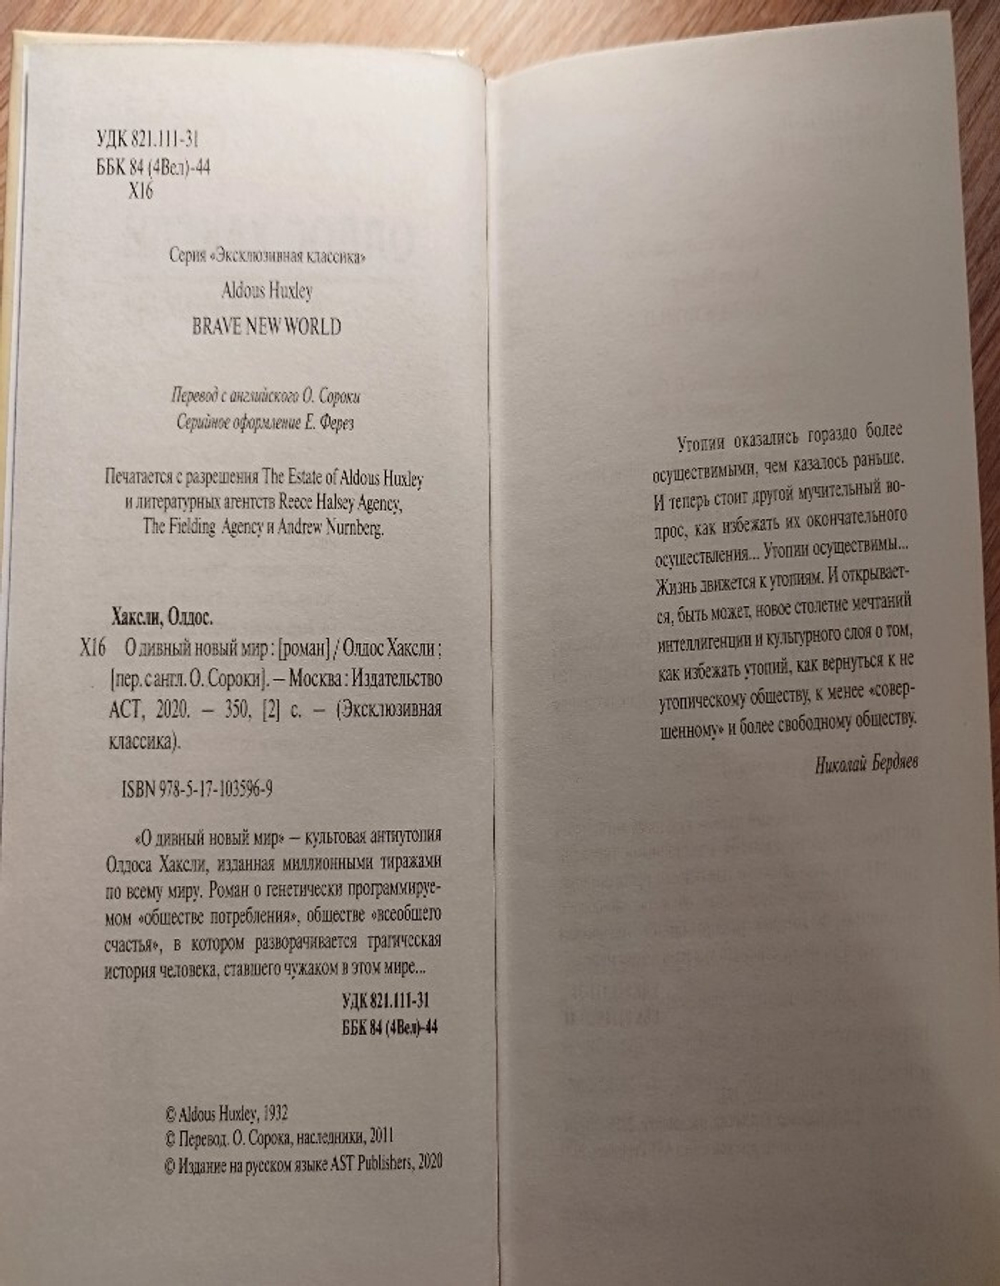 УДК 821.111-31
ББК 84 (4Вел)-44
Х16
Серия «Эксклюзивная классика»
Aldous Huxley
BRAVE NEW WORLD
Перевод с английского О. Сороки
Серийное оформление Е. Ферез
Печатается с разрешения The Estate of Aldous Huxley
и литературных агентств Reece Halsey Agency,
The Fielding Agency и Andrew Nurnberg.
Хаксли, Олдос.
Х16 О дивный новый мир : [роман] / Олдос Хаксли ;
[пер. с англ. О. Сороки]. — Москва : Издательство
АСТ, 2020. — 350, [2] с. — (Эксклюзивная
классика).
ISBN 978-5-17-103596-9
«О дивный новый мир» — культовая антиутопия
Олдоса Хаксли, изданная миллионными тиражами
по всему миру. Роман о генетически программируе-
мом «обществе потребления», обществе «всеобщего
счастья», в котором разворачивается трагическая
история человека, ставшего чужаком в этом мире...
УДК 821.111-31
ББК 84 (4Вел)-44
© Aldous Huxley, 1932
© Перевод. О. Сорока, наследники, 2011
© Издание на русском языке AST Publishers, 2020
Утопии оказались гораздо более
осуществимыми, чем казалось раньше.
И теперь стоит другой мучительный во-
прос, как избежать их окончательного
осуществления... Утопии осуществимы...
Жизнь движется к утопиям. И открывает-
ся, быть может, новое столетие мечтаний
интеллигенции и культурного слоя о том,
как избежать утопий, как вернуться к не
утопическому обществу, к менее «совер-
шенному» и более свободному обществу.
Николай Бердяев